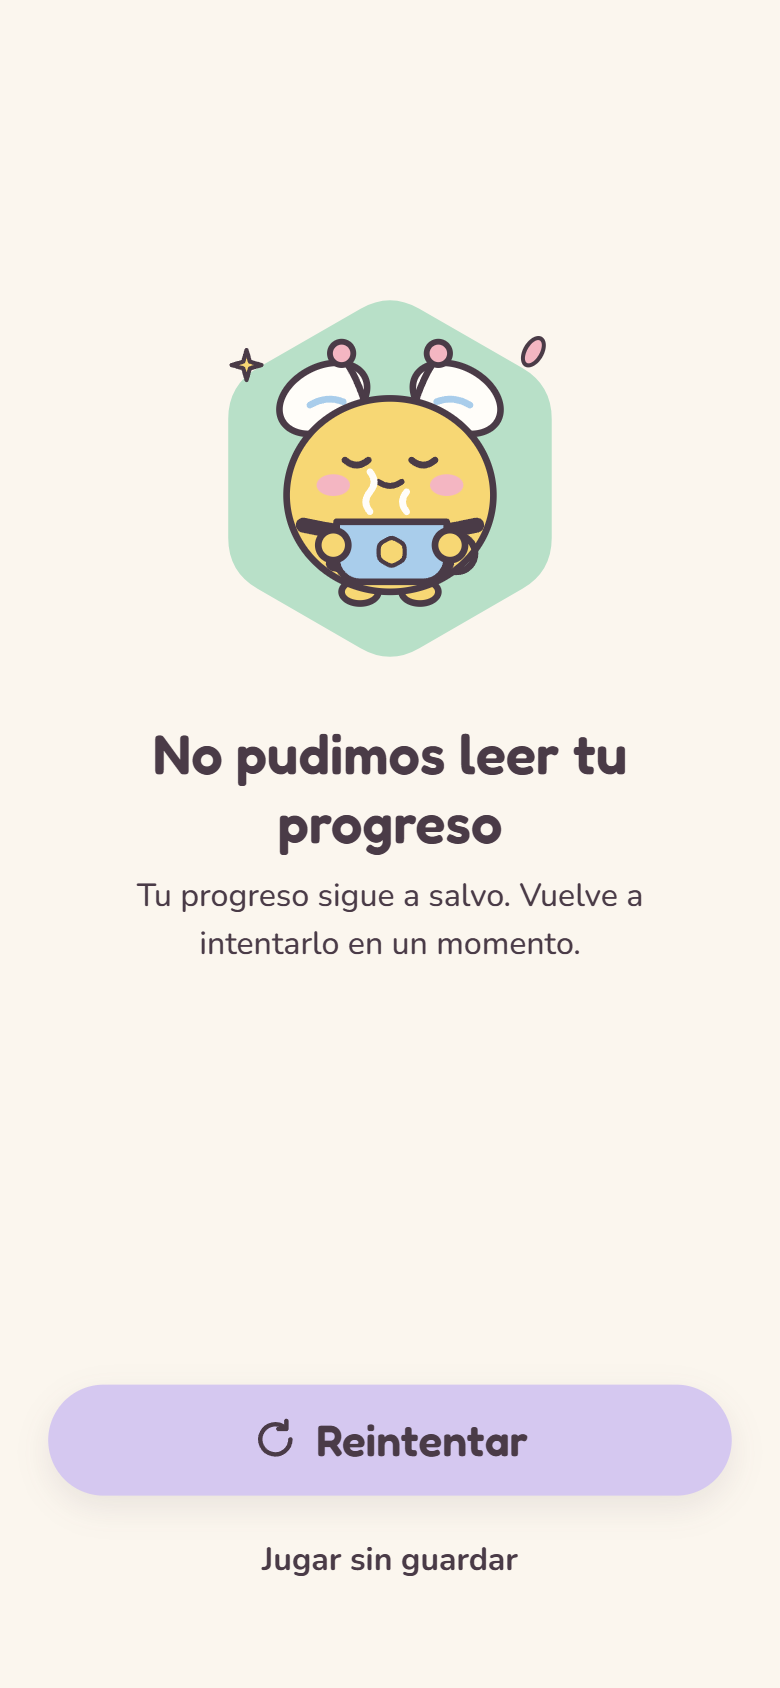 No pudimos leer tu
progreso
Tu progreso sigue a salvo. Vuelve a
intentarlo en un momento.
Reintentar
Jugar sin guardar